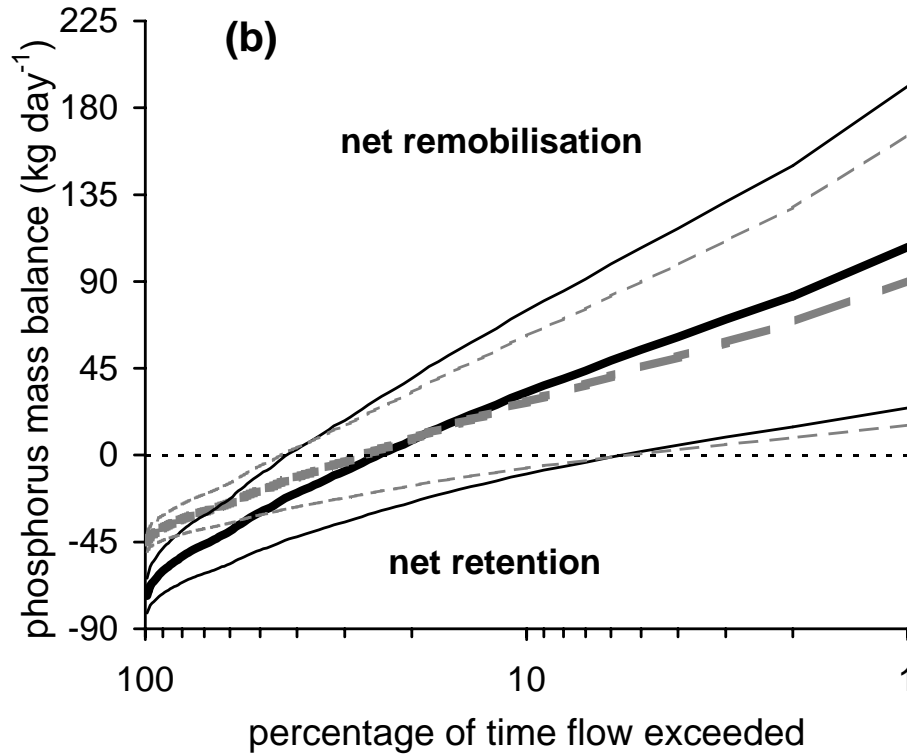 (b)
phosphorus mass balance (kg day-1)
225
180
135
90
45
0
-45
-90
net remobilisation
net retention
100
10
1
percentage of time flow exceeded